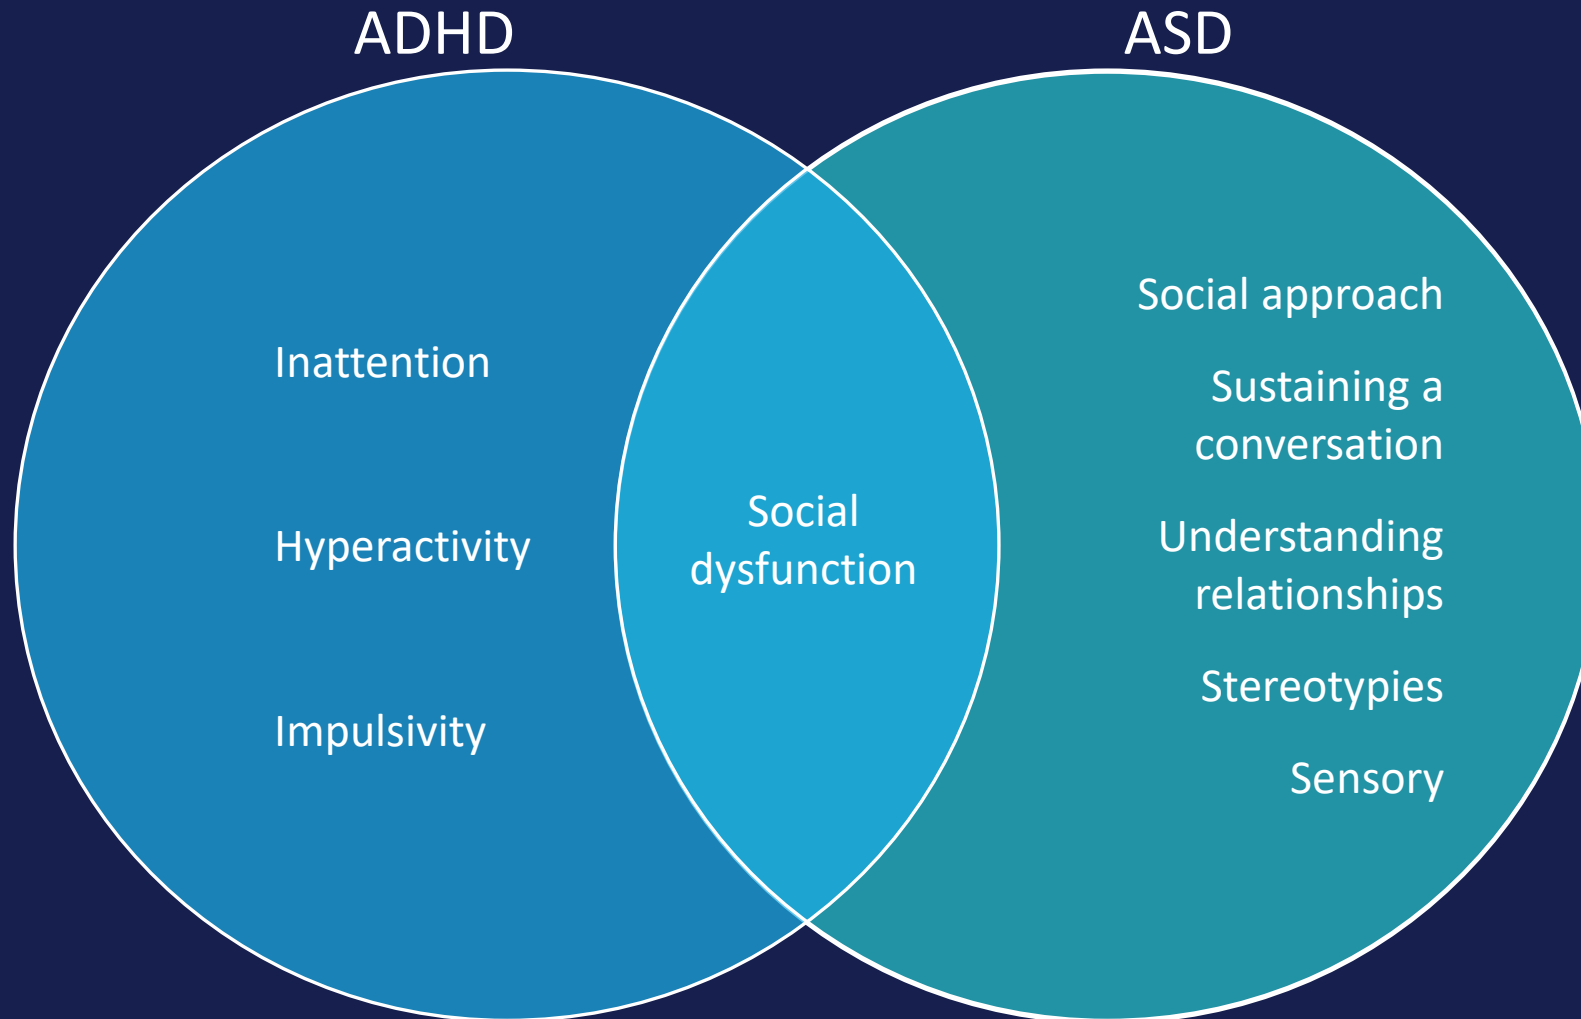 ADHD
ASD
Inattention
Hyperactivity
Impulsivity
Social
dysfunction
Social approach
Sustaining a
conversation
Understanding
relationships
Stereotypies
Sensory